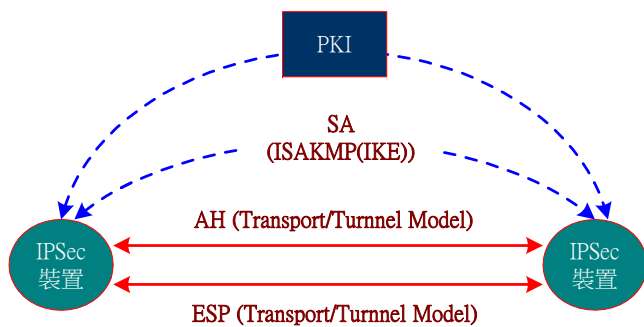 PKI
SA
(ISAKMP(IKE))
AH (Transport/Turnnel Model)
IPSec
裝置
IPSec
裝置
ESP (Transport/Turnnel Model)